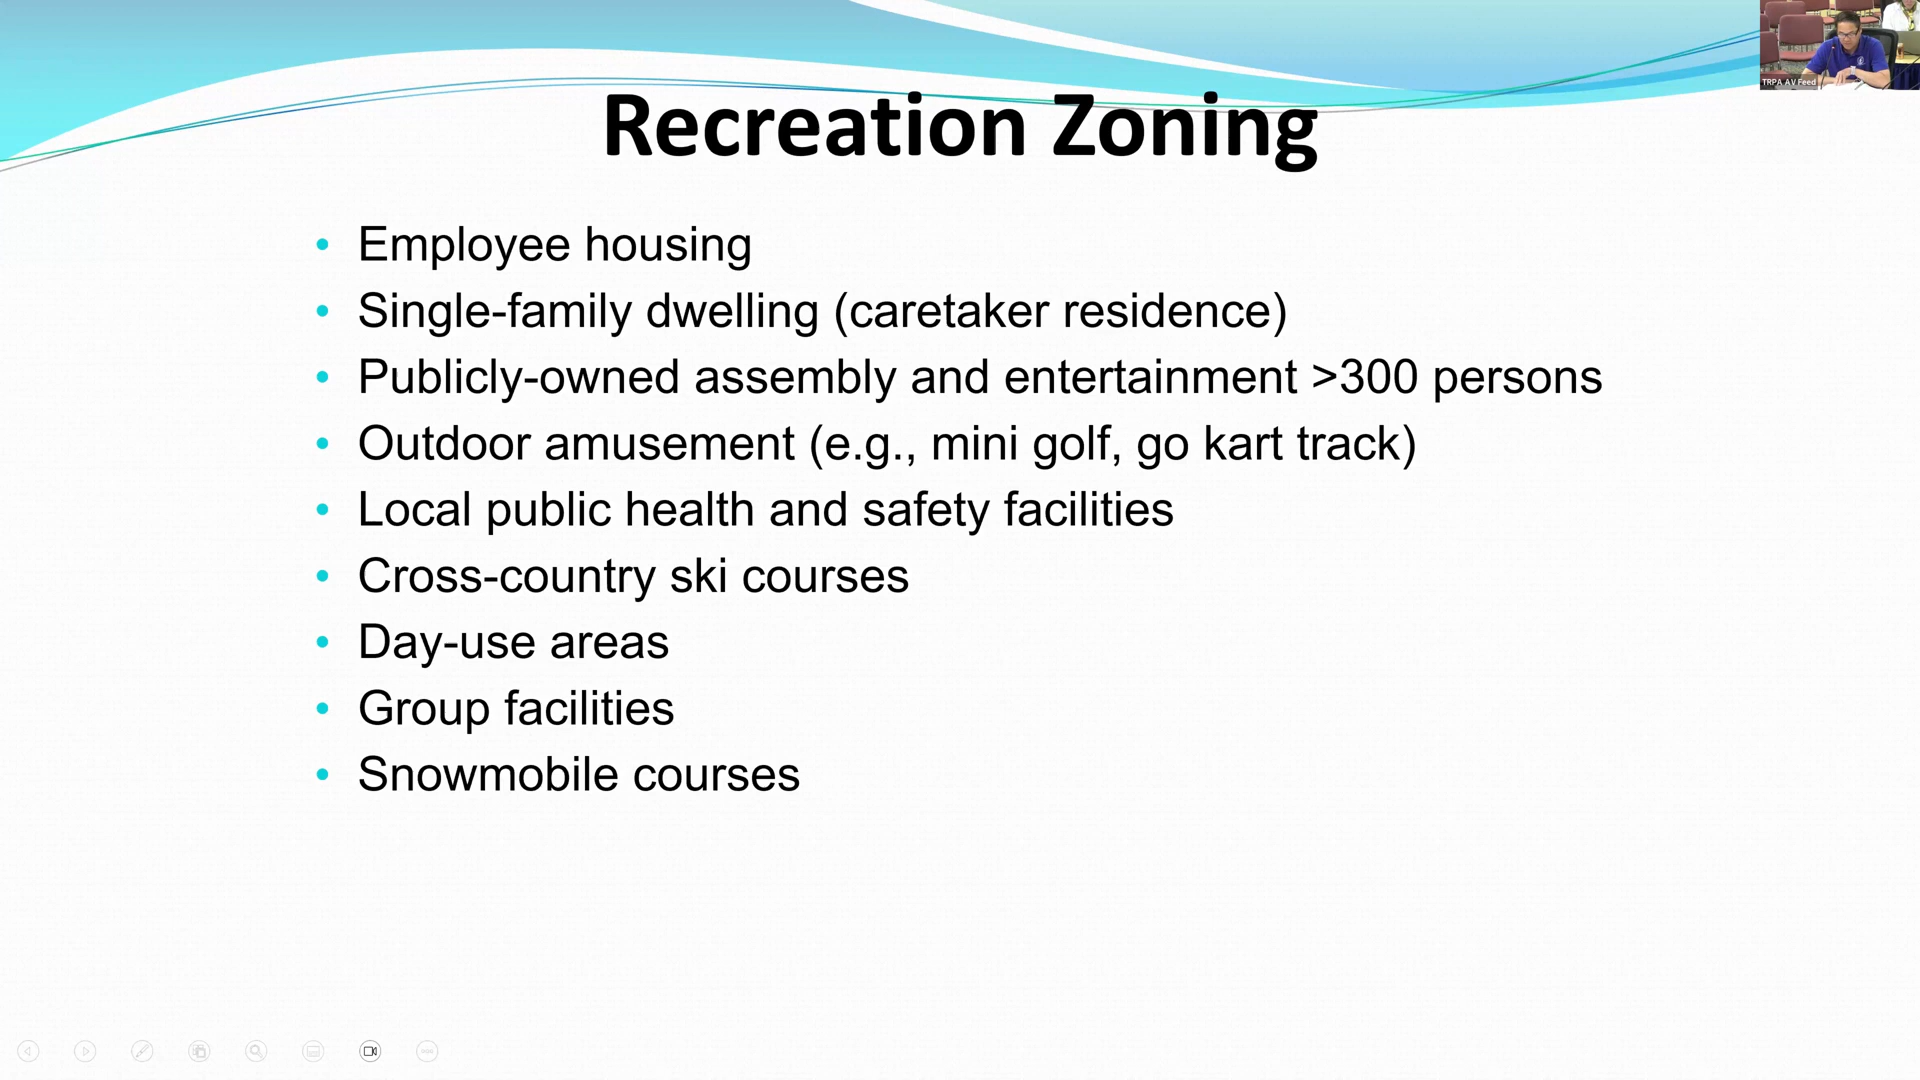 TRPA AV Feed
Recreation Zoning
• Employee housing
• Single-family dwelling (caretaker residence)
• Publicly-owned assembly and entertainment >300 persons
• Outdoor amusement (e.g., mini golf, go kart track)
• Local public health and safety facilities
• Cross-country ski courses
• Day-use areas
• Group facilities
• Snowmobile courses